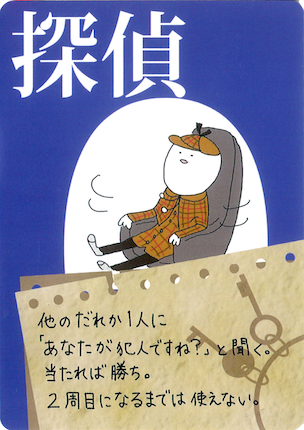 探偵
他のだれか1人に
「あなたが犯人ですね?」と聞く。
当たれば勝ち。
2周目になるまでは使えない。